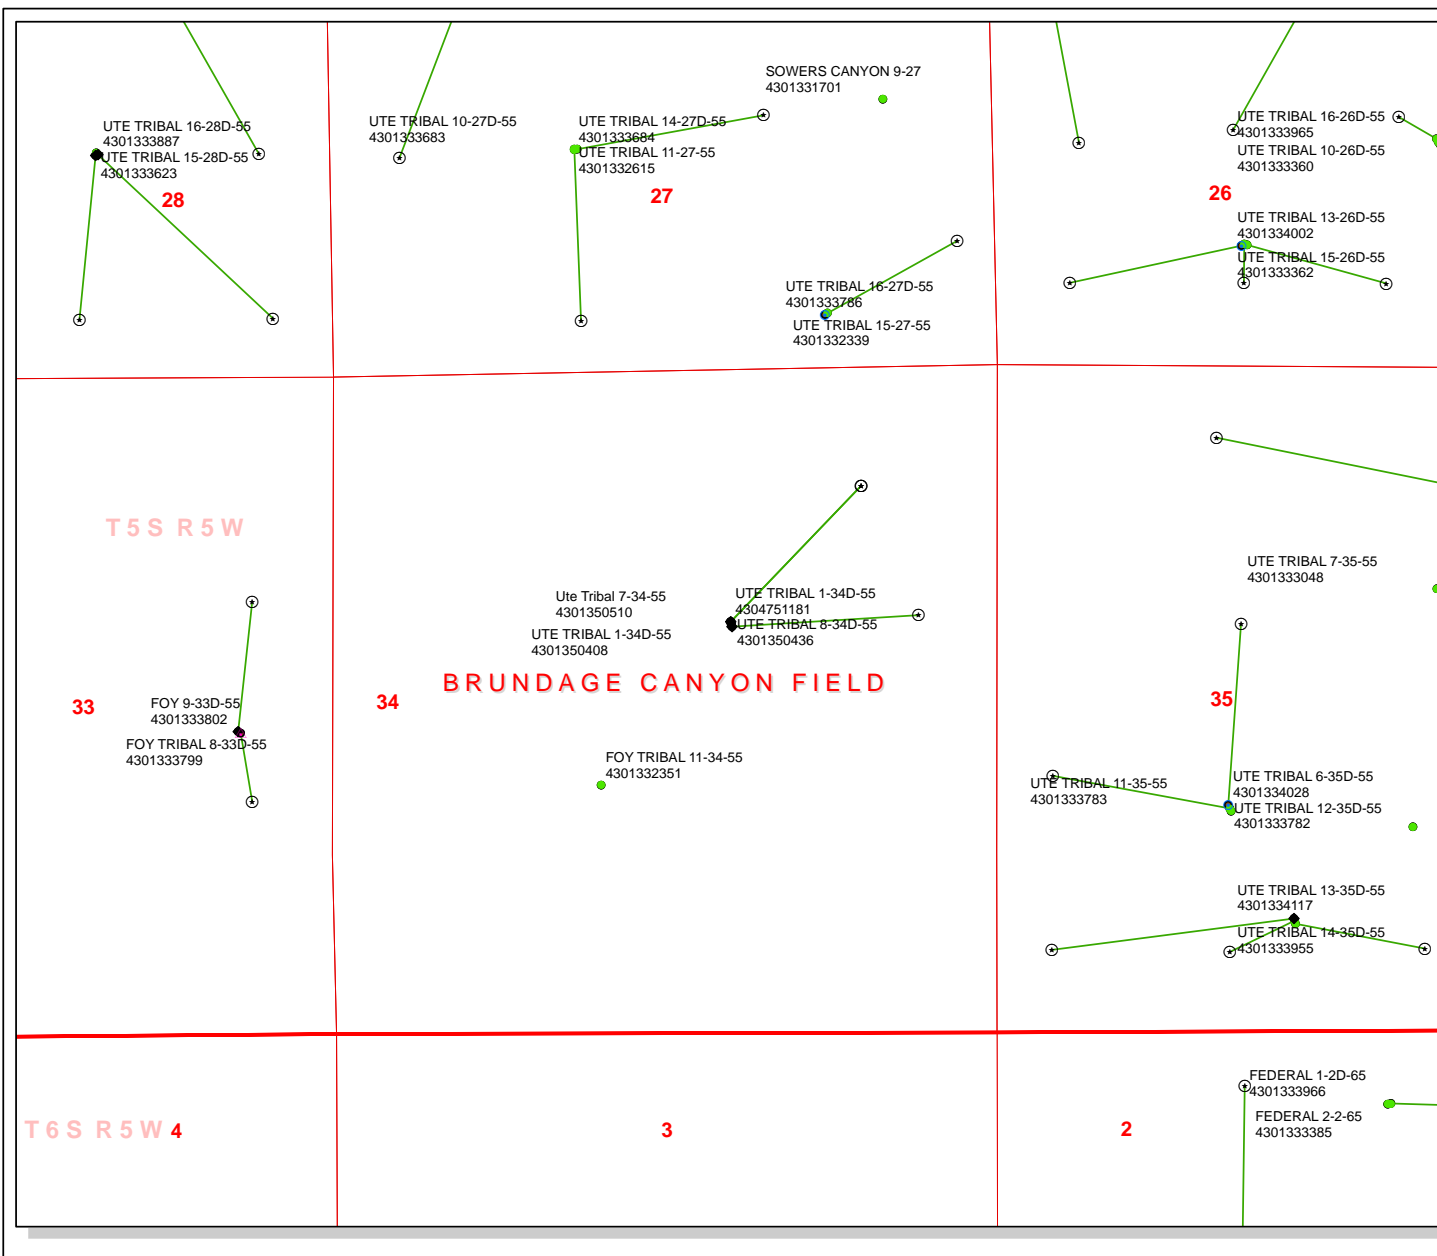 SOWERS CANYON 9-27
4301331701
UTE TRIBAL 16-28D-55
4301333887
UTE TRIBAL 15-28D-55
4301333623
28
UTE TRIBAL 10-27D-55
4301333683
UTE TRIBAL 14-27D-55
4301333684
UTE TRIBAL 11-27-55
4301332615
27
UTE TRIBAL 16-26D-55
4301333965
UTE TRIBAL 10-26D-55
4301333360
26
UTE TRIBAL 13-26D-55
4301334002
UTE TRIBAL 15-26D-55
4301333362
UTE TRIBAL 16-27D-55
4301333786
UTE TRIBAL 15-27-55
4301332339
T5S R5W
Ute Tribal 7-34-55
4301350510
UTE TRIBAL 1-34D-55
4301350408
UTE TRIBAL 1-34D-55
4304751181
UTE TRIBAL 8-34D-55
4301350436
UTE TRIBAL 7-35-55
4301333048
BRUNDAGE CANYON FIELD
33
34
35
FOY 9-33D-55
4301333802
FOY TRIBAL 8-33D-55
4301333799
FOY TRIBAL 11-34-55
4301332351
UTE TRIBAL 11-35-55
4301333783
UTE TRIBAL 6-35D-55
4301334028
UTE TRIBAL 12-35D-55
4301333782
UTE TRIBAL 13-35D-55
4301334117
UTE TRIBAL 14-35D-55
4301333955
FEDERAL 1-2D-65
4301333966
FEDERAL 2-2-65
4301333385
T6S R5W
4
3
2